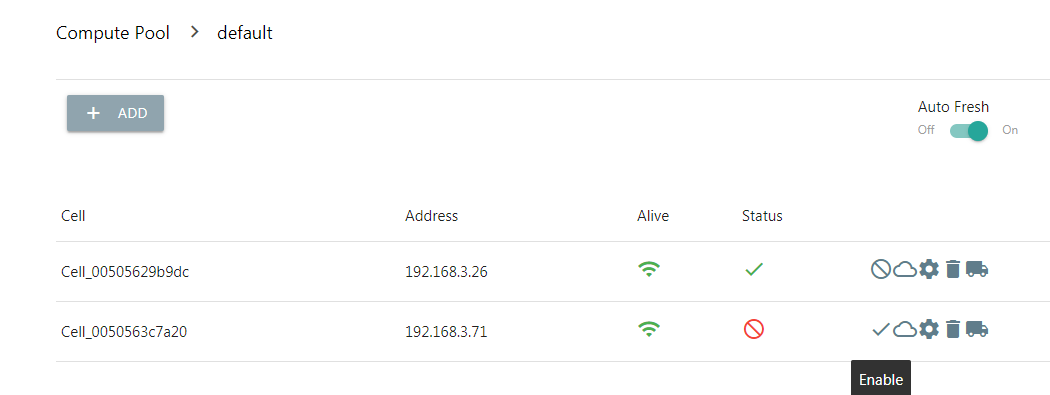 Compute Pool > default
+ ADD
Auto Fresh
Off On
Cell Address Alive Status
Cell_00505629b9dc 192.168.3.26
Cell_0050563c7a20 192.168.3.71
Enable